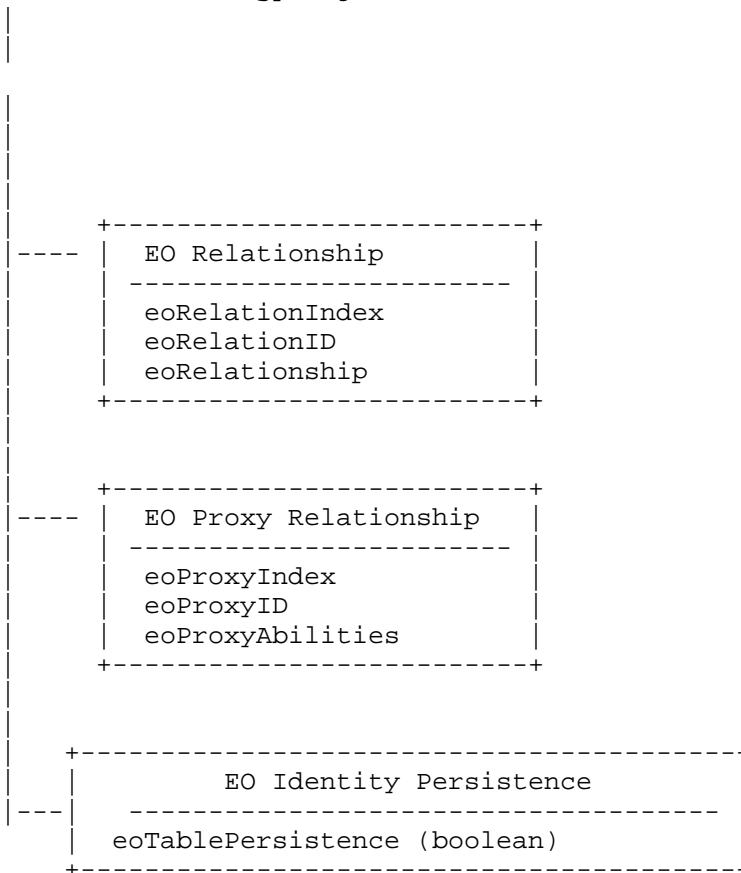 EO Relationship
eoRelationIndex
eoRelationID
eoRelationship
EO Proxy Relationship
eoProxyIndex
eoProxyID
eoProxyAbilities
EO Identity Persistence
eoTablePersistence (boolean)